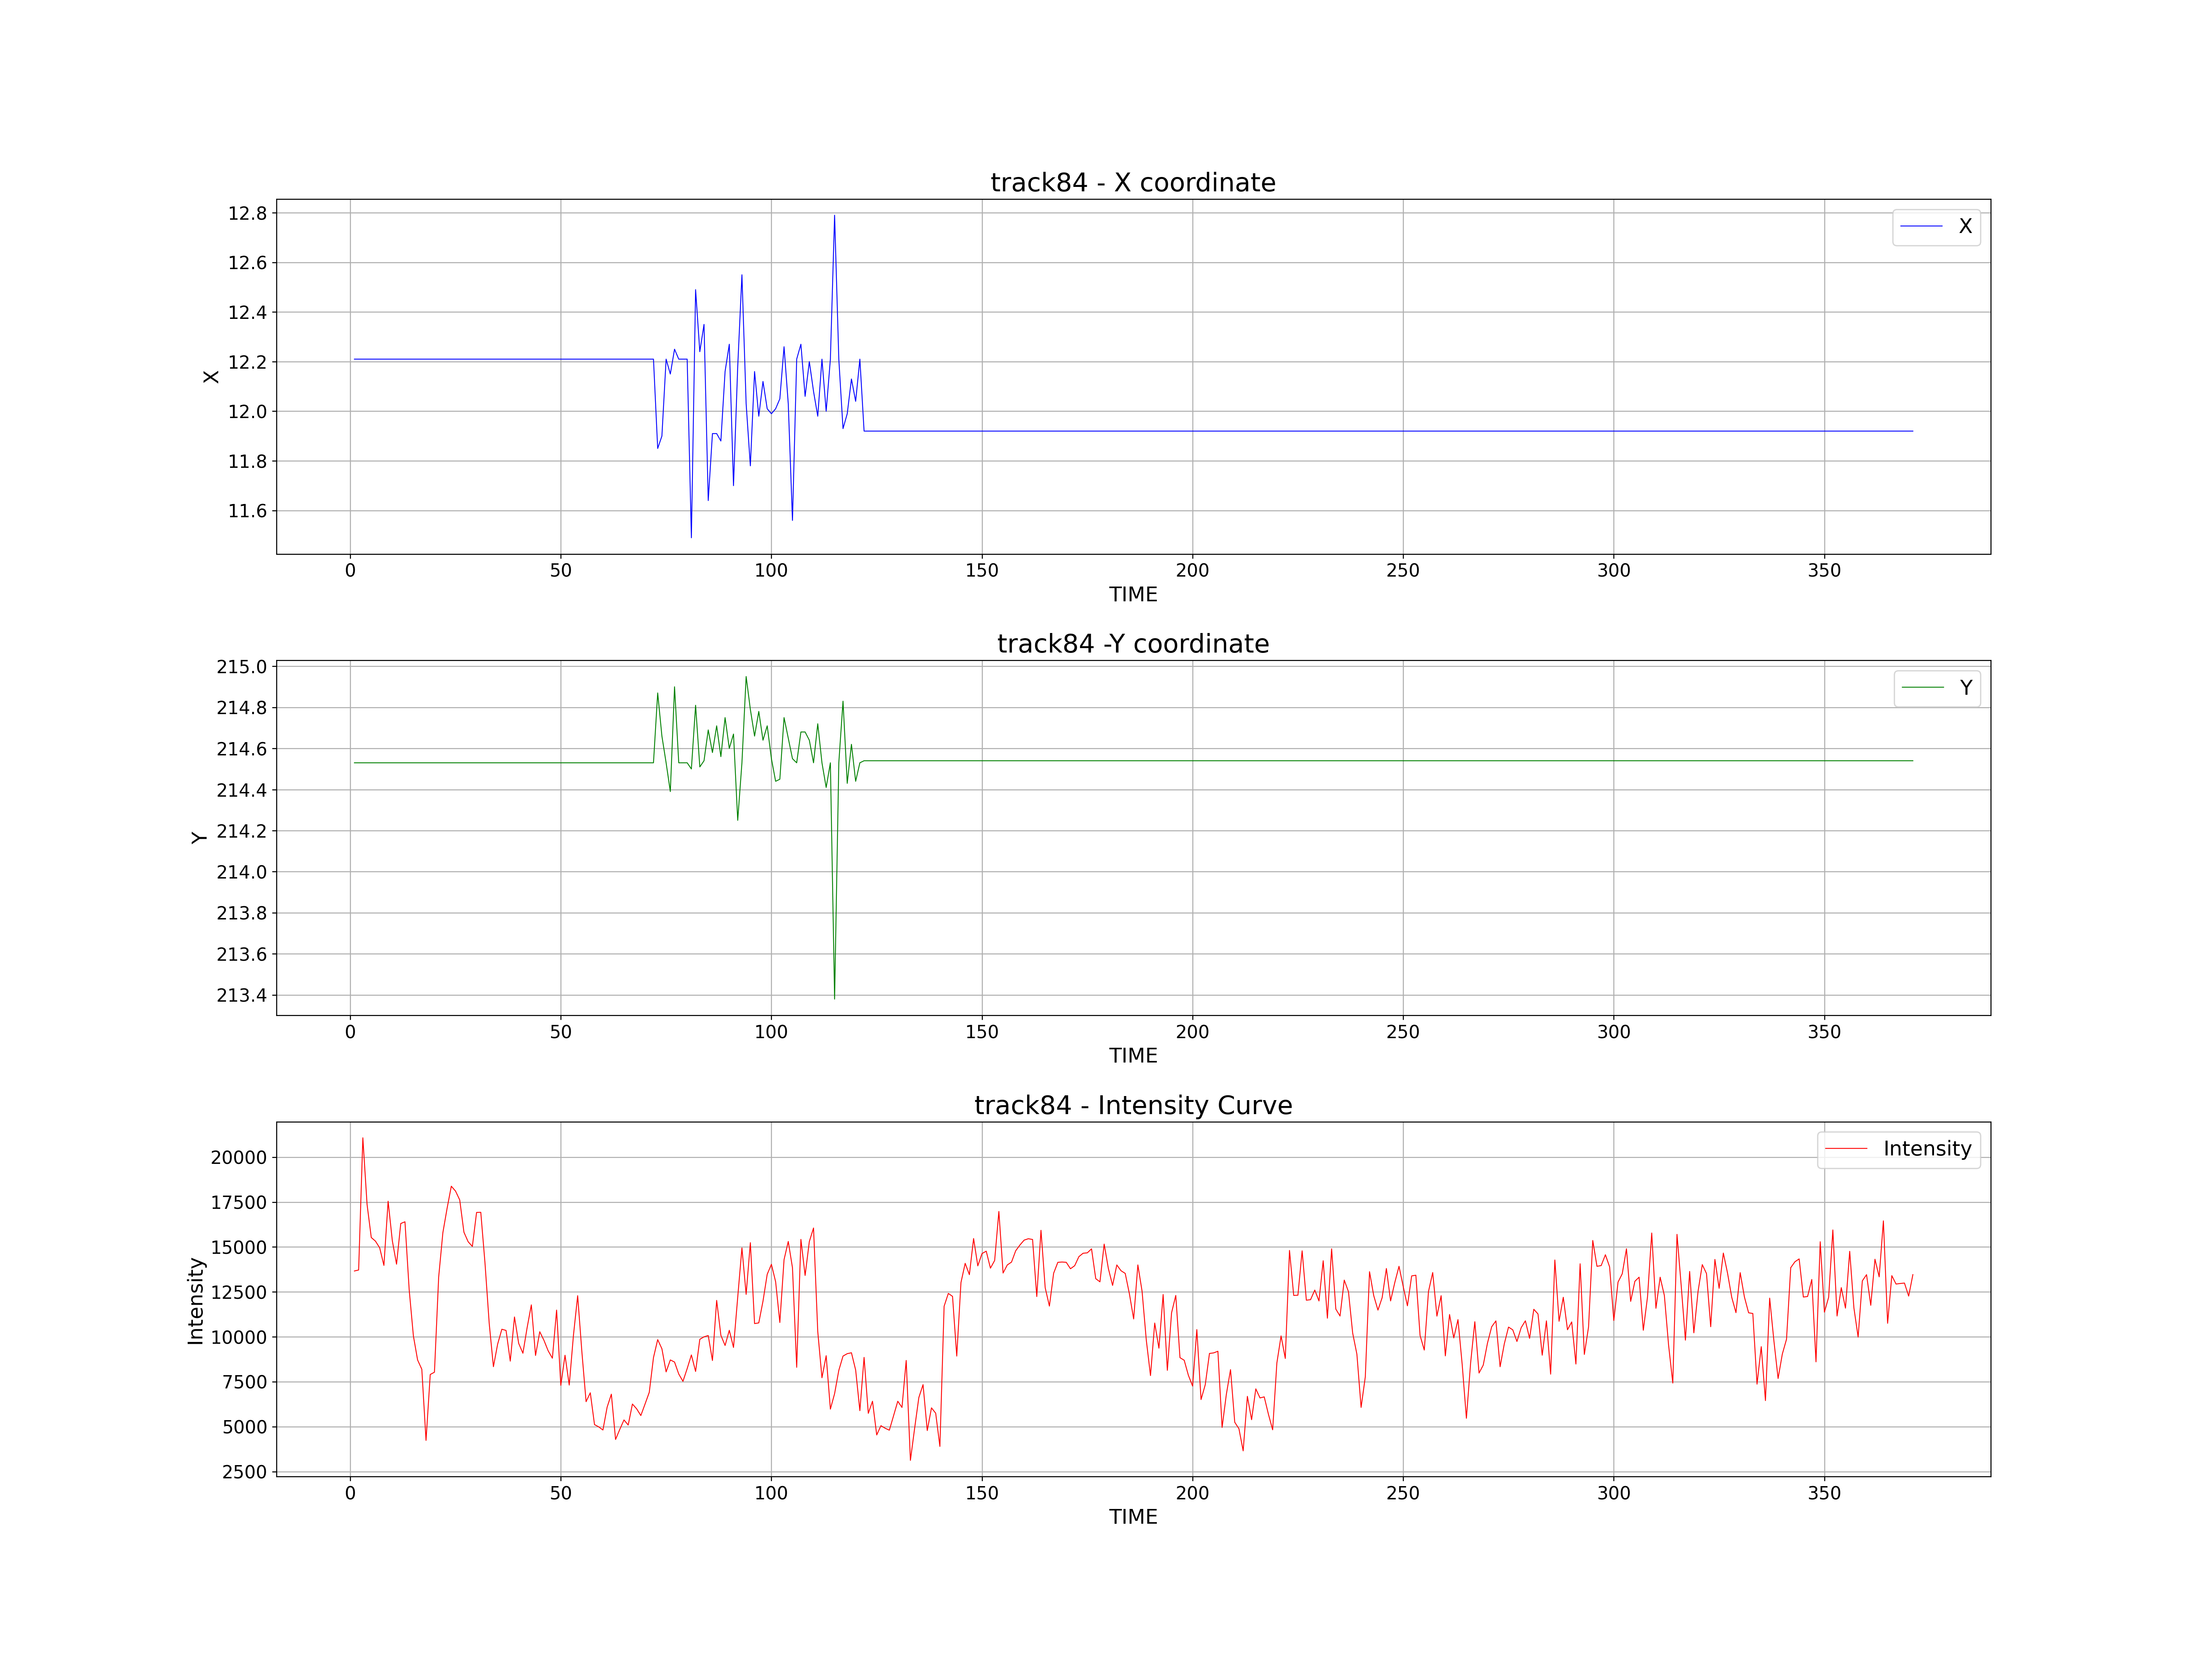 track84 - X coordinate
X
12.8
12.6
12.4
12.2
12.0
11.8
11.6
X
0 50 100 150 200 250 300 350
TIME
track84 -Y coordinate
Y
215.0
214.8
214.6
214.4
214.2
214.0
213.8
213.6
213.4
Y
0 50 100 150 200 250 300 350
TIME
track84 - Intensity Curve
Intensity
20000
17500
15000
12500
10000
7500
5000
2500
Intensity
0 50 100 150 200 250 300 350
TIME